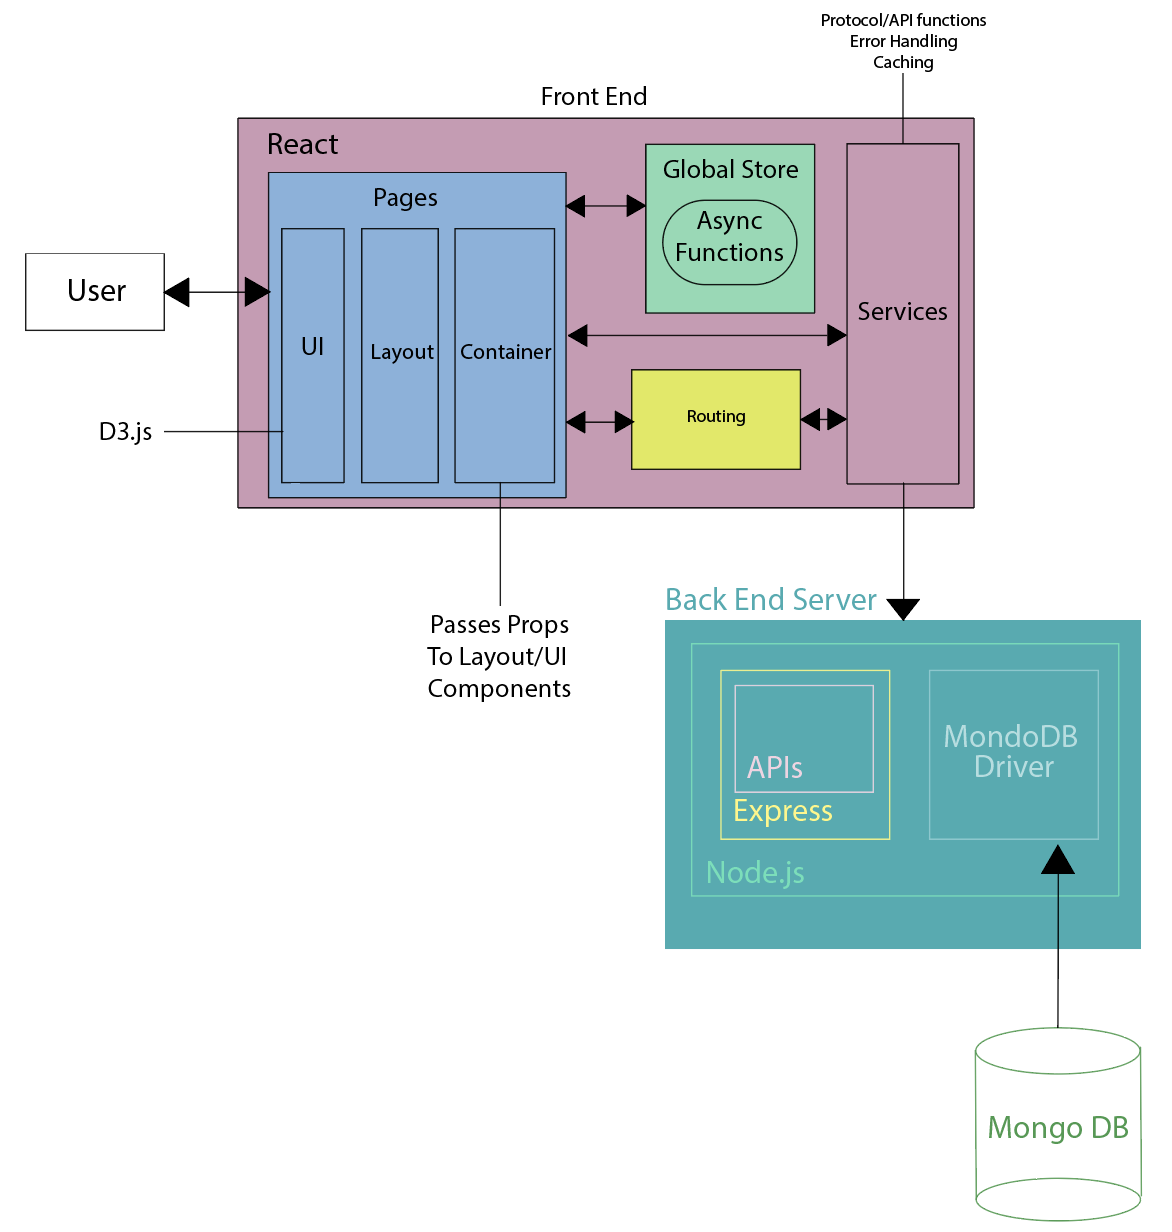 Protocol/API functions
Error Handling
Caching
Front End
React
Pages
Global Store
Async
Functions
User
UI
Layout
Container
Services
Routing
D3.js
Passes Props
To Layout/UI
Components
Back End Server
MondoDB
Driver
APIs
Express
Node.js
Mongo DB